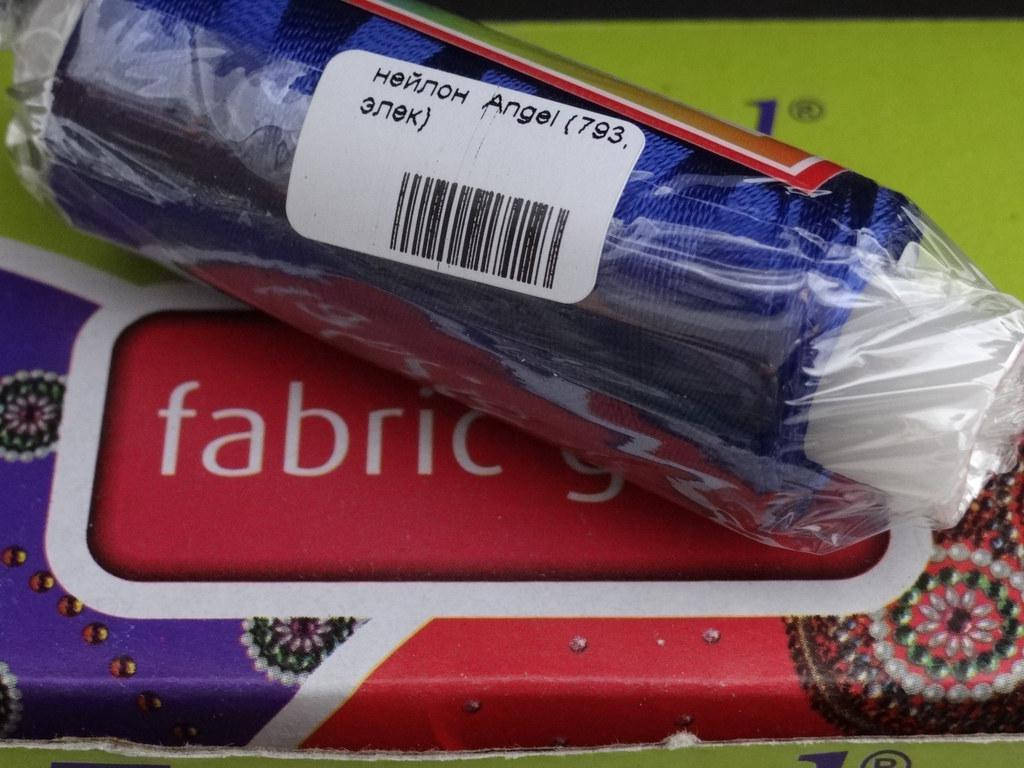 нейлон Angel (793,
элек)
®
fabric
®